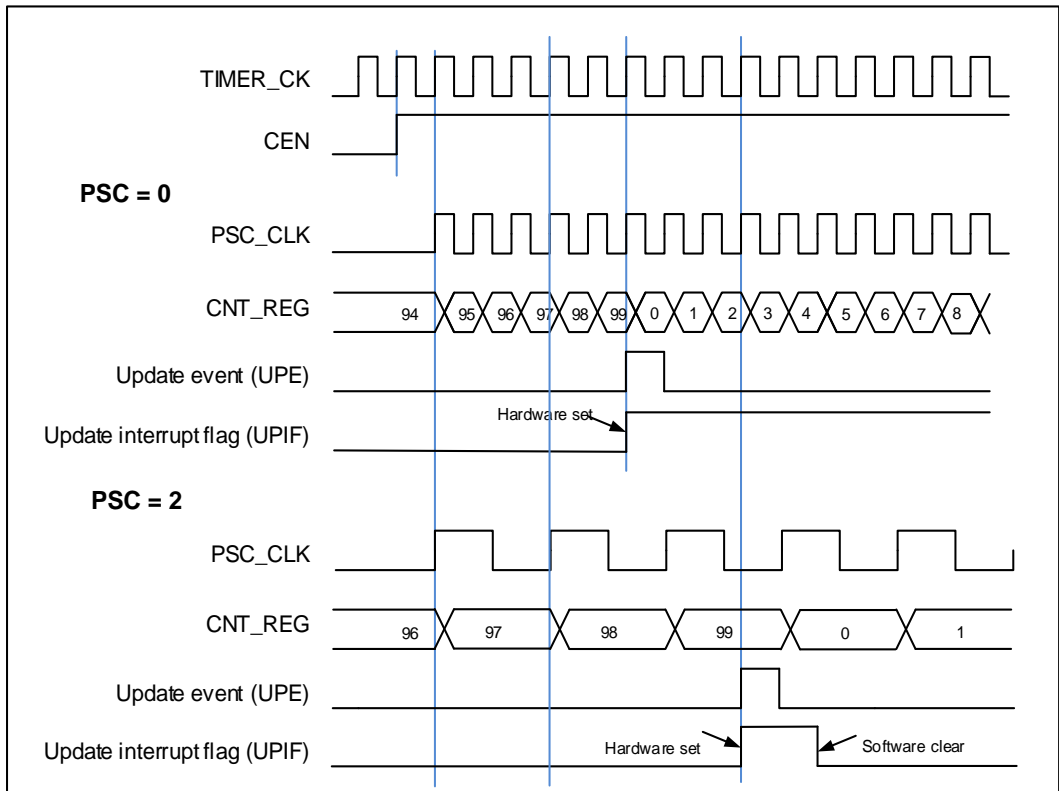 TIMER_CK
CEN
PSC = 0
PSC_CLK
CNT_REG 94 95 96 97 98 99 0 1 2 3 4 5 6 7 8
Update event (UPE)
Hardware set
Update interrupt flag (UPIF)
PSC = 2
PSC_CLK
CNT_REG 96 97 98 99 0 1
Update event (UPE)
Update interrupt flag (UPIF) Hardware set Software clear